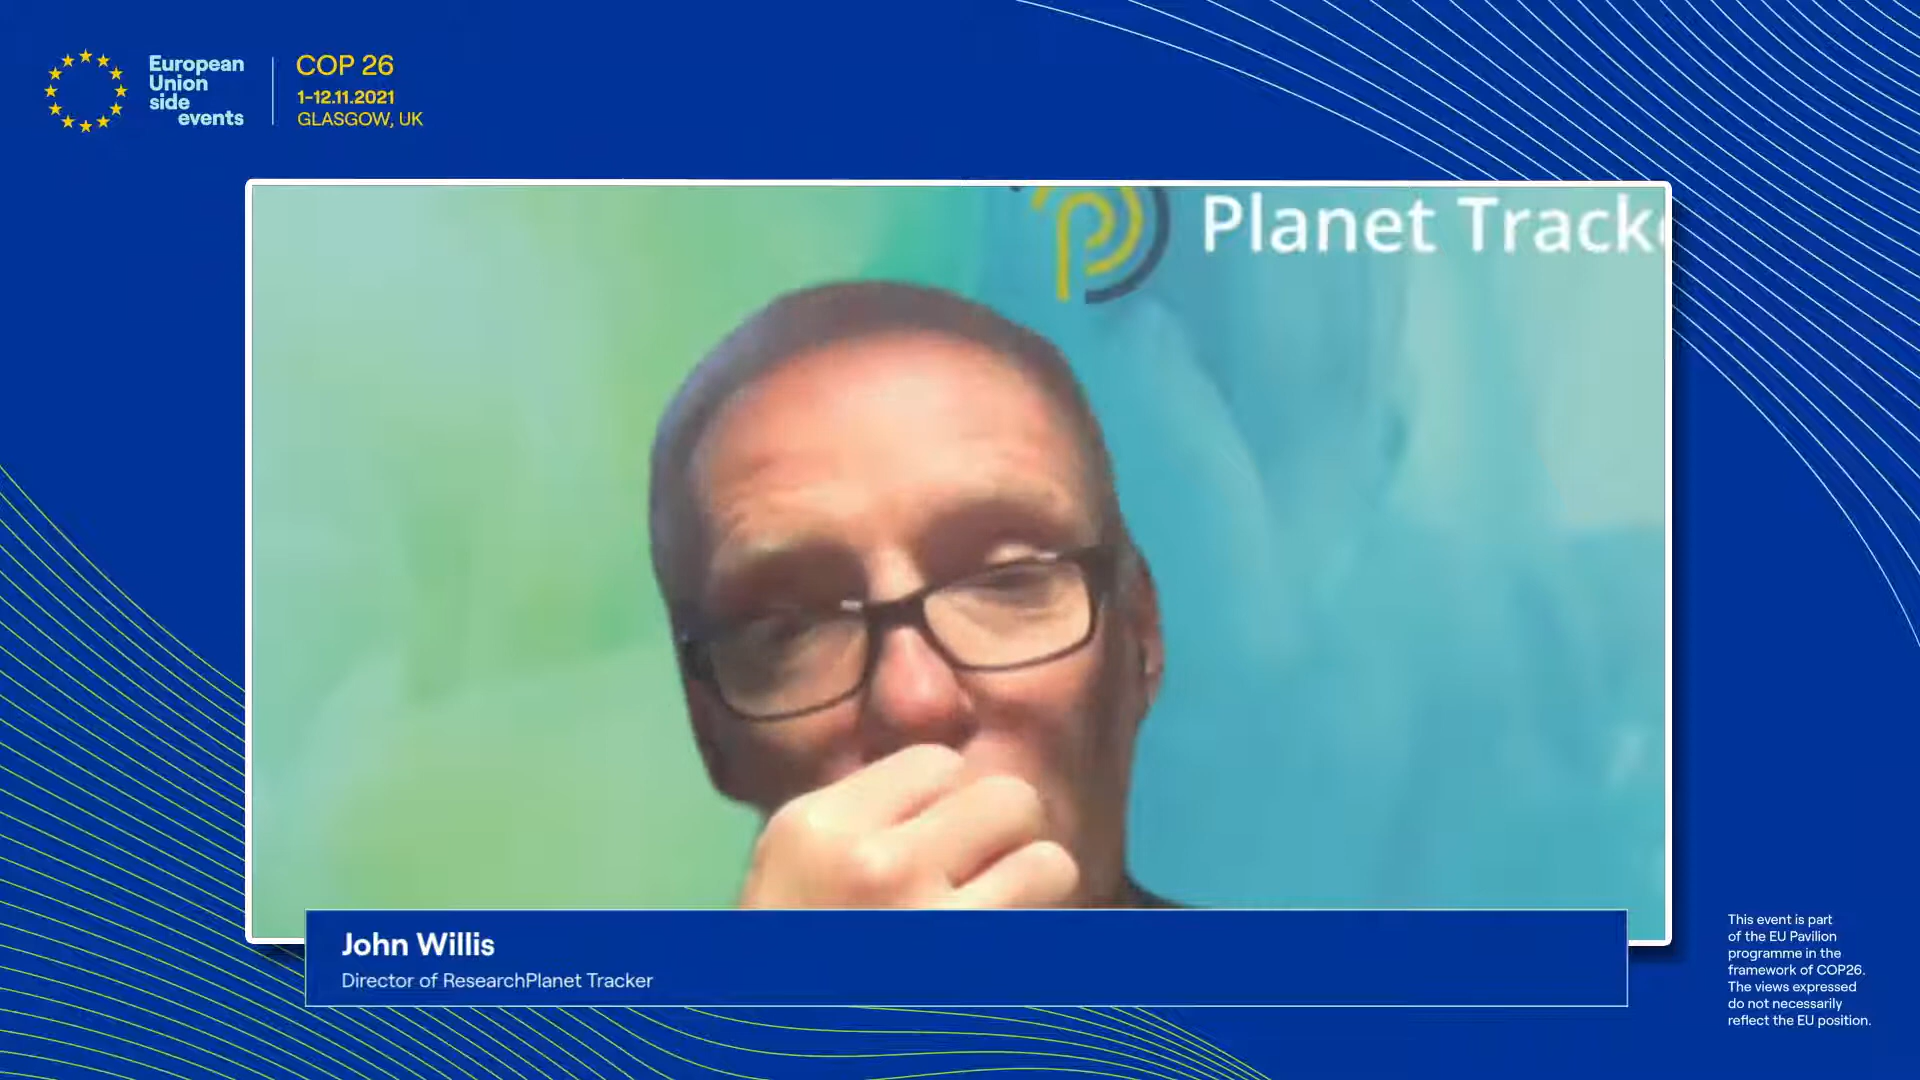 European
Union
side
events
COP 26
1-12.11.2021
GLASGOW, UK
Planet Tracke
John Willis
Director of ResearchPlanet Tracker
This event is part
of the EU Pavilion
programme in the
framework of COP26.
The views expressed
do not necessarily
reflect the EU position.